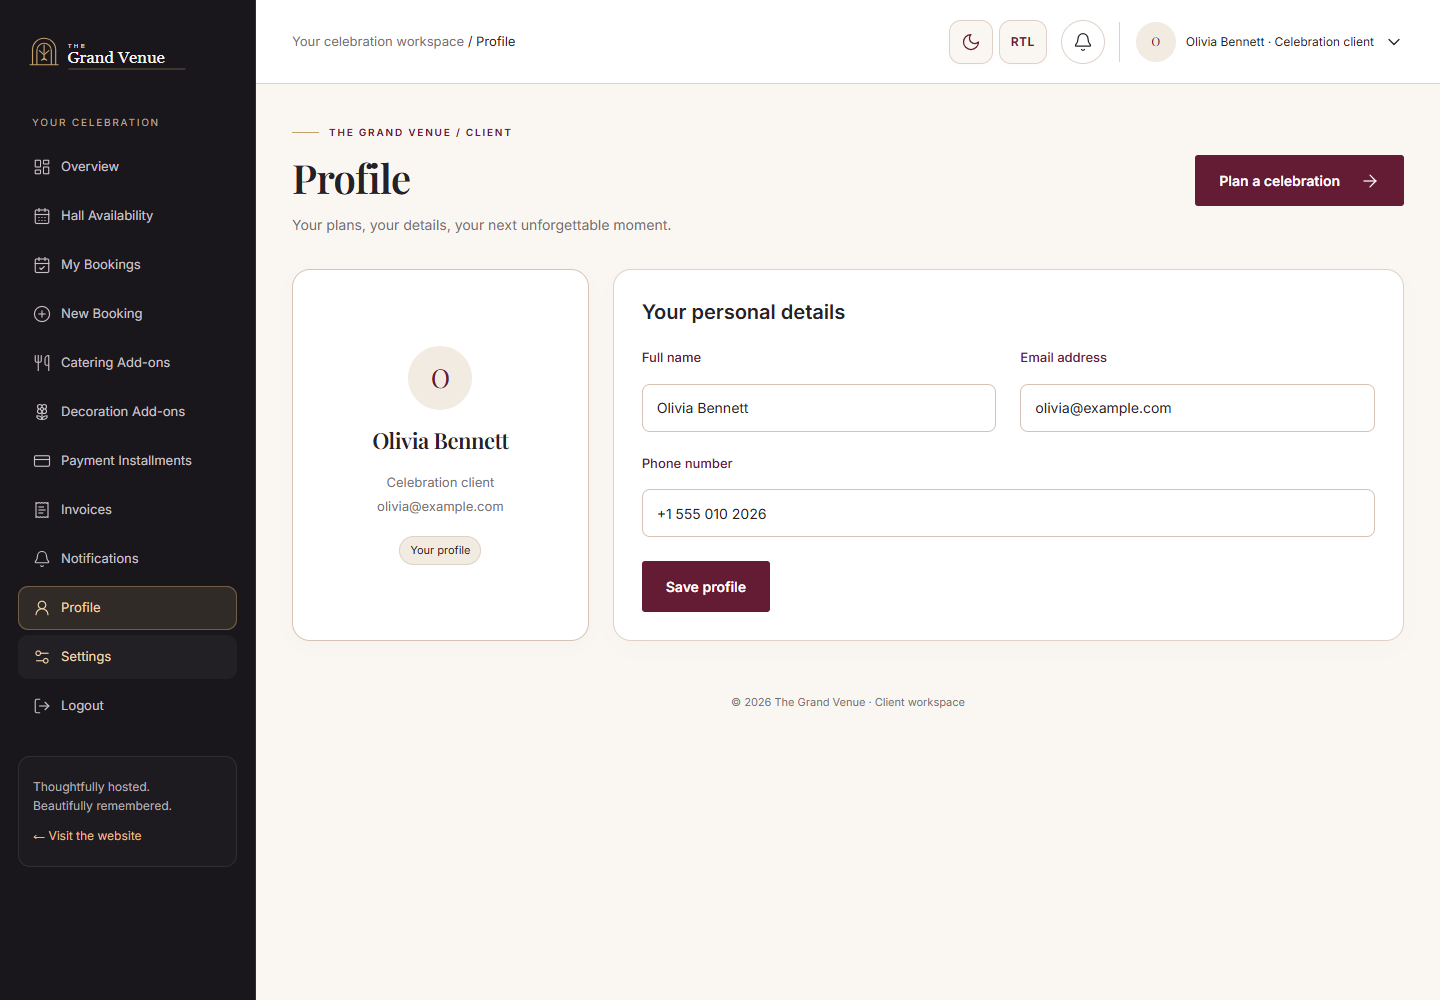 THE
Grand Venue
YOUR CELEBRATION
Overview
Hall Availability
My Bookings
New Booking
Catering Add-ons
Decoration Add-ons
Payment Installments
Invoices
Notifications
Profile
Settings
Logout
Thoughtfully hosted.
Beautifully remembered.
← Visit the website
Your celebration workspace / Profile
RTL
O
Olivia Bennett · Celebration client
THE GRAND VENUE / CLIENT
Profile
Your plans, your details, your next unforgettable moment.
Plan a celebration →
O
Olivia Bennett
Celebration client
olivia@example.com
Your profile
Your personal details
Full name
Olivia Bennett
Email address
olivia@example.com
Phone number
+1 555 010 2026
Save profile
© 2026 The Grand Venue · Client workspace